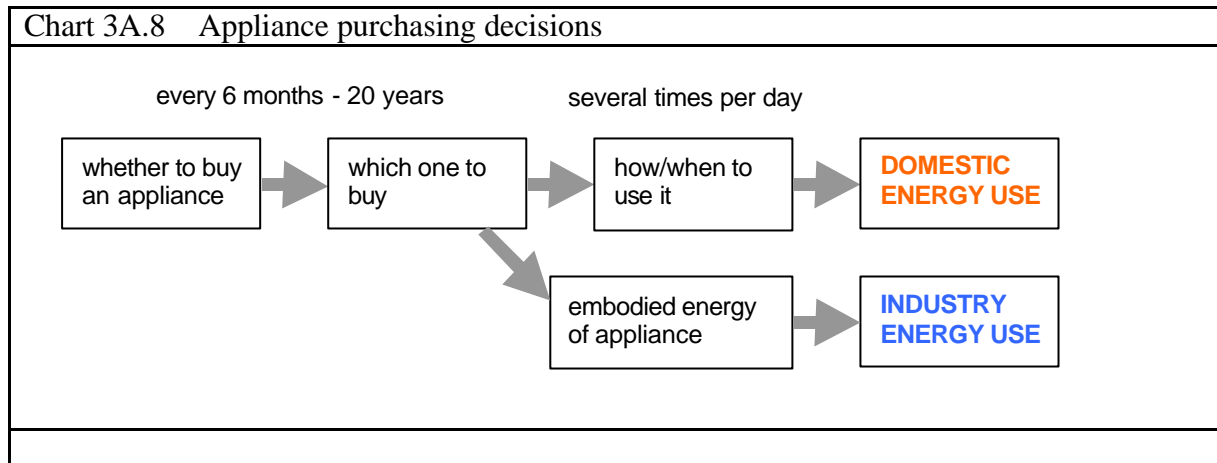 Chart 3A.8 Appliance purchasing decisions
every 6 months - 20 years
several times per day
whether to buy
an appliance
which one to
buy
how/when to
use it
DOMESTIC
ENERGY USE
embodied energy
of appliance
INDUSTRY
ENERGY USE